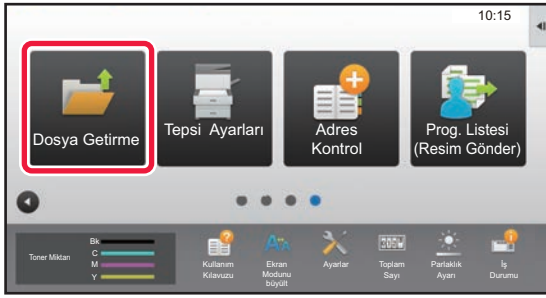 10:15
Dosya Getirme
Tepsi Ayarları
Adres
Kontrol
Prog. Listesi
(Resim Gönder)
Toner Miktarı
Bk
C
M
Y
Kullanım
Kılavuzu
Ekran
Modunu
büyült
Ayarlar
Toplam
Sayı
Parlaklık
Ayarı
İş
Durumu